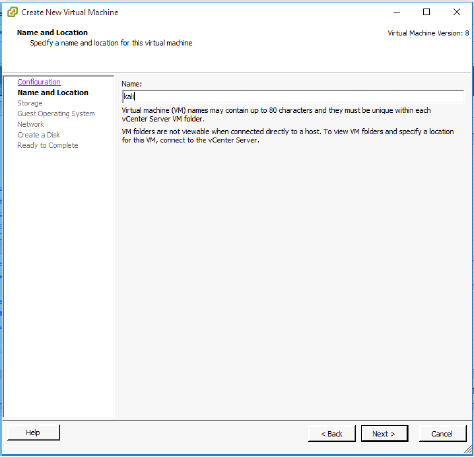 Create New Virtual Machine
Name and Location
Specify a name and location for this virtual machine
Virtual Machine Version: 8
Configuration
Name and Location
Storage
Guest Operating System
Network
Create a Disk
Ready to Complete
Name:
kali
Virtual machine (VM) names may contain up to 80 characters and they must be unique within each
vCenter Server VM folder.
VM folders are not viewable when connected directly to a host. To view VM folders and specify a location
for this VM, connect to the vCenter Server.
Help
< Back
Next >
Cancel